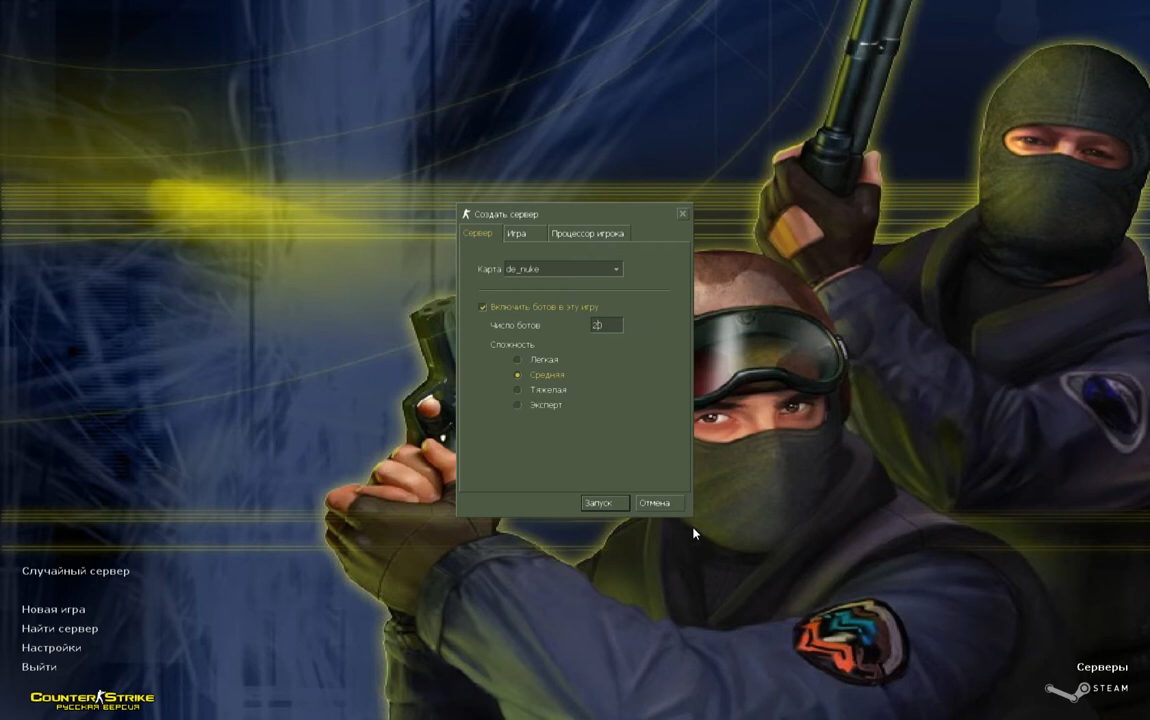 Создать сервер
Сервер Игра Процессор игрока
Карта de_nuke
Включить ботов в эту игру
Число ботов 20
Сложность
Легкая
Средняя
Тяжелая
Эксперт
Запуск Отмена
Случайный сервер
Новая игра
Найти сервер
Настройки
Выйти
Серверы
COUNTER STRIKE
РУССКАЯ ВЕРСИЯ
STEAM